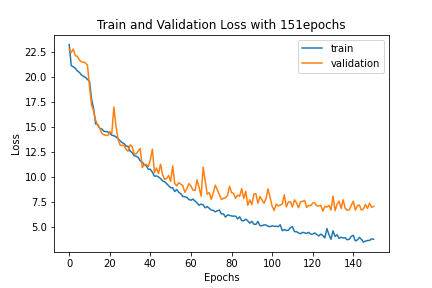 Train and Validation Loss with 151epochs
train
validation
Loss
22.5
20.0
17.5
15.0
12.5
10.0
7.5
5.0
0 20 40 60 80 100 120 140
Epochs